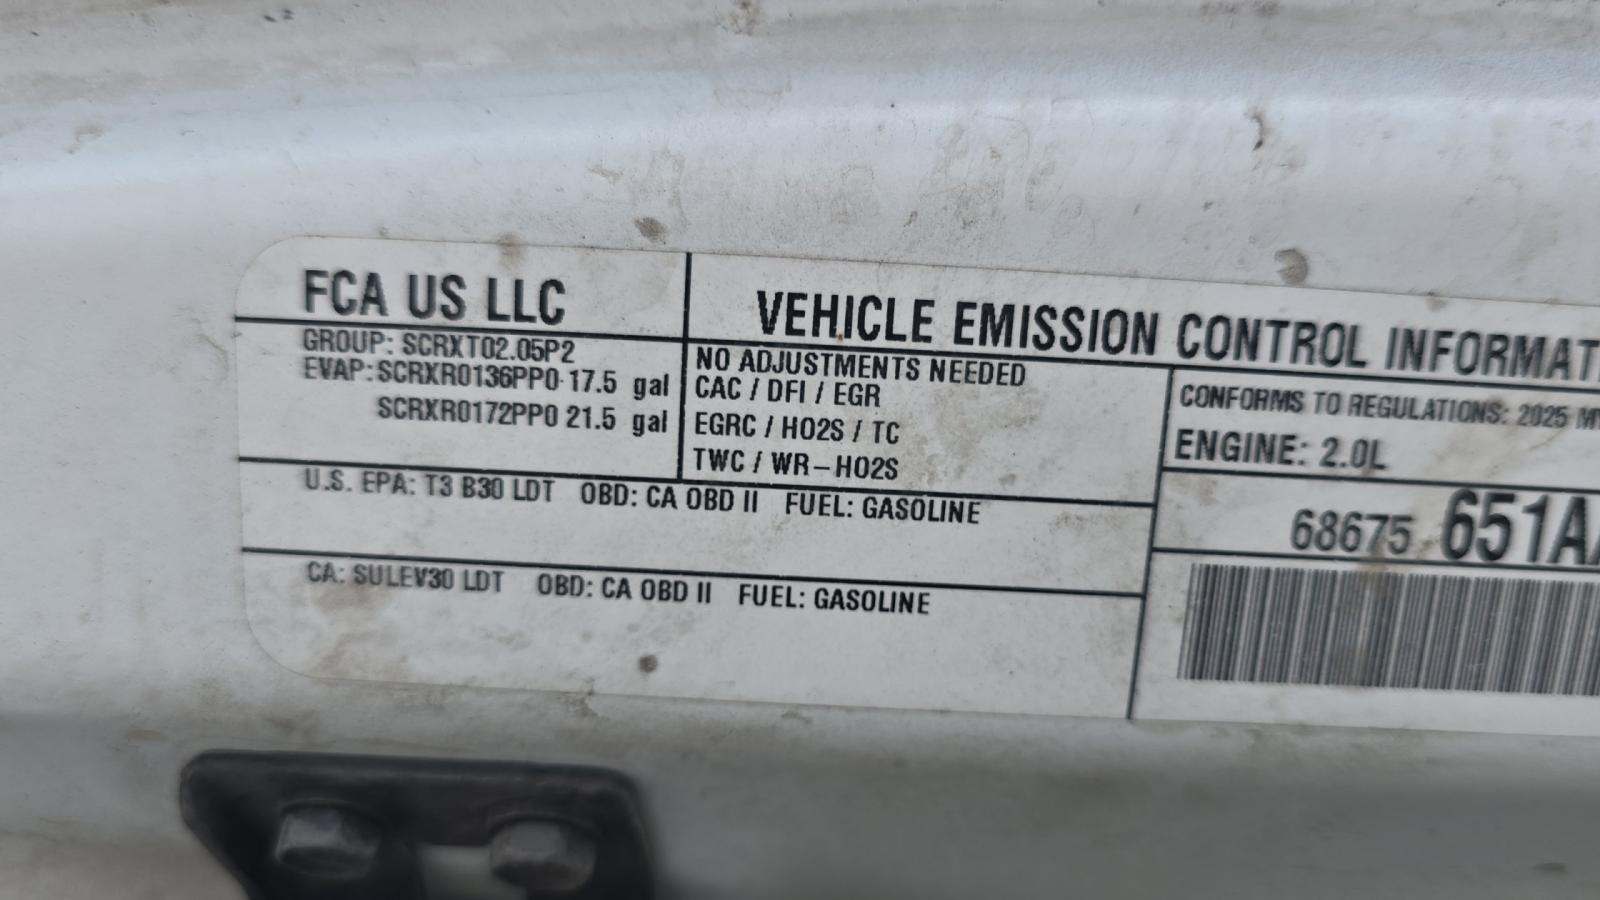 FCA US LLC
VEHICLE EMISSION CONTROL
GROUP: SCRXT02.05P2
EVAP: SCRXR0136PP0 17.5 gal
SCRXR0172PP0 21.5 gal
NO ADJUSTMENTS NEEDED
CAC / DFI / EGR
EGRC / HO2S / TC
TWC / WR-HO2S
CONFORMS TO REGULATIONS: 2025
ENGINE: 2.0L
68675 651A
U.S. EPA: T3 B30 LDT OBD: CA OBD II FUEL: GASOLINE
CA: SULEV30 LDT OBD: CA OBD II FUEL: GASOLINE